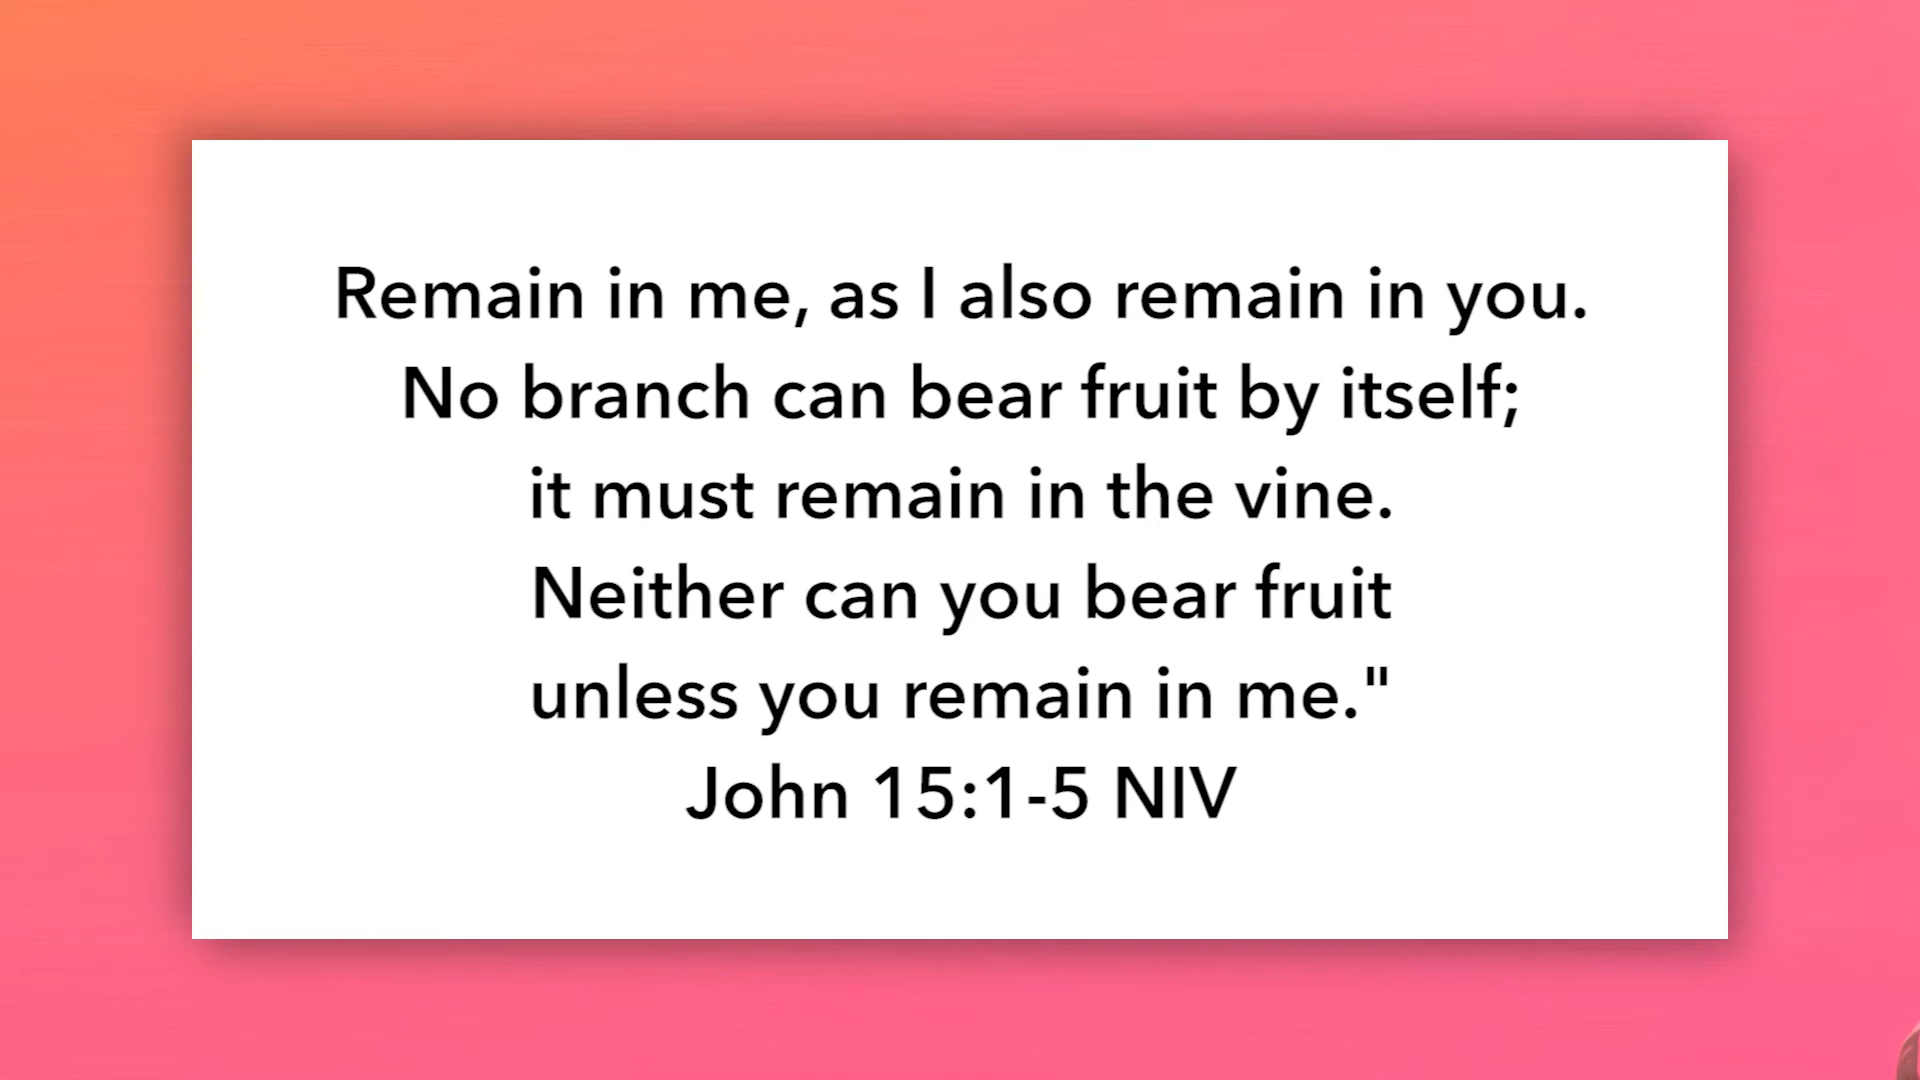 Remain in me, as I also remain in you.
No branch can bear fruit by itself;
it must remain in the vine.
Neither can you bear fruit
unless you remain in me."
John 15:1-5 NIV